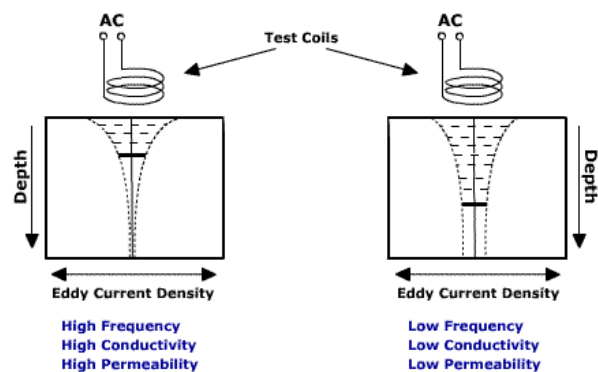 AC
AC
Test Coils
Depth
Depth
Eddy Current Density
Eddy Current Density
High Frequency
High Conductivity
High Permeability
Low Frequency
Low Conductivity
Low Permeability